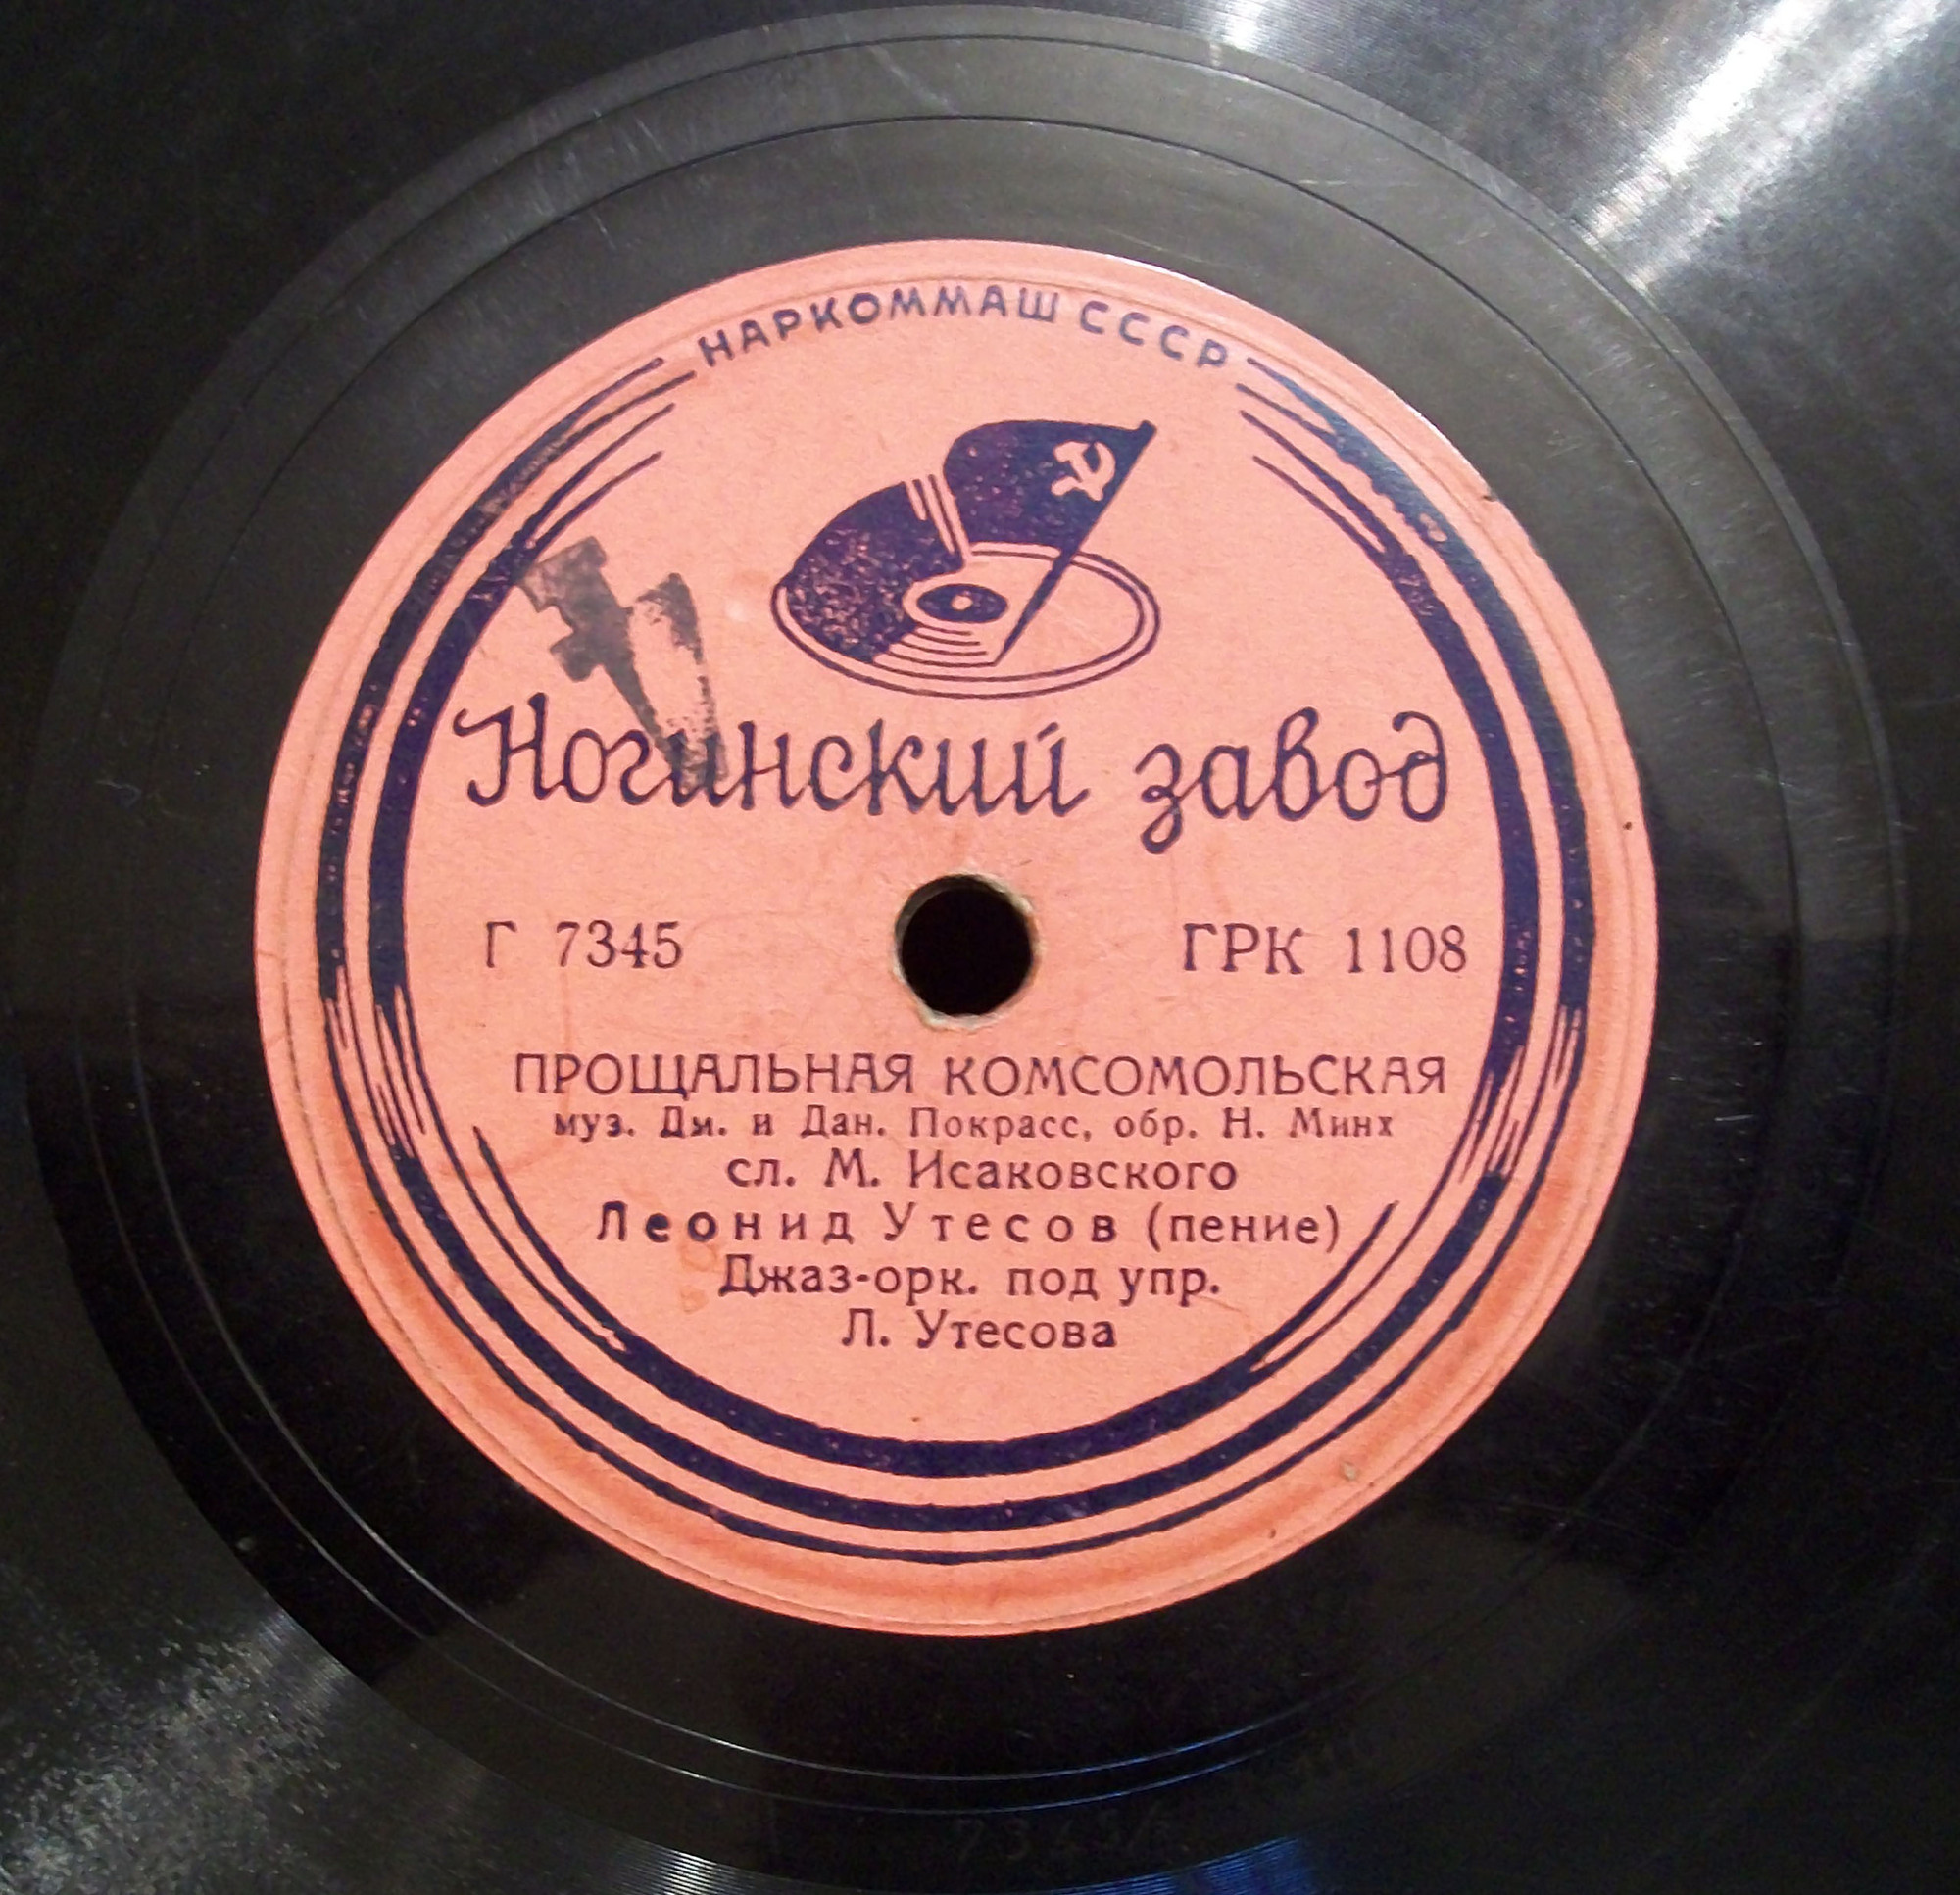 НАРКОММАШ СССР
Ногинский завод
Г 7345 ГРК 1108
ПРОЩАЛЬНАЯ КОМСОМОЛЬСКАЯ
муз. Дм. и Дан. Покрасс, обр. Н. Минх
сл. М. Исаковского
Леонид Утесов (пение)
Джаз-орк. под упр.
Л. Утесова